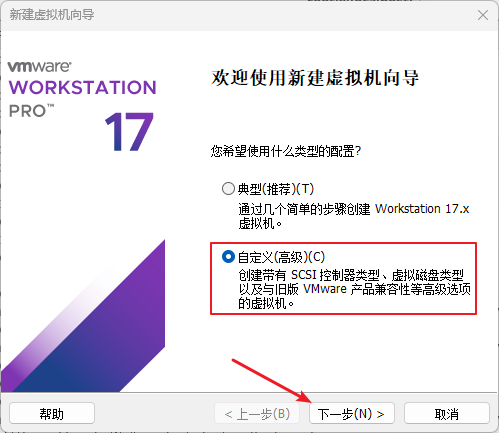 新建虚拟机向导
vmware
WORKSTATION
PRO™
17
欢迎使用新建虚拟机向导
您希望使用什么类型的配置?
典型(推荐)(T)
通过几个简单的步骤创建 Workstation 17.x
虚拟机。
自定义(高级)(C)
创建带有 SCSI 控制器类型、虚拟磁盘类型
以及与旧版 VMware 产品兼容性等高级选项
的虚拟机。
帮助
< 上一步(B)
下一步(N) >
取消